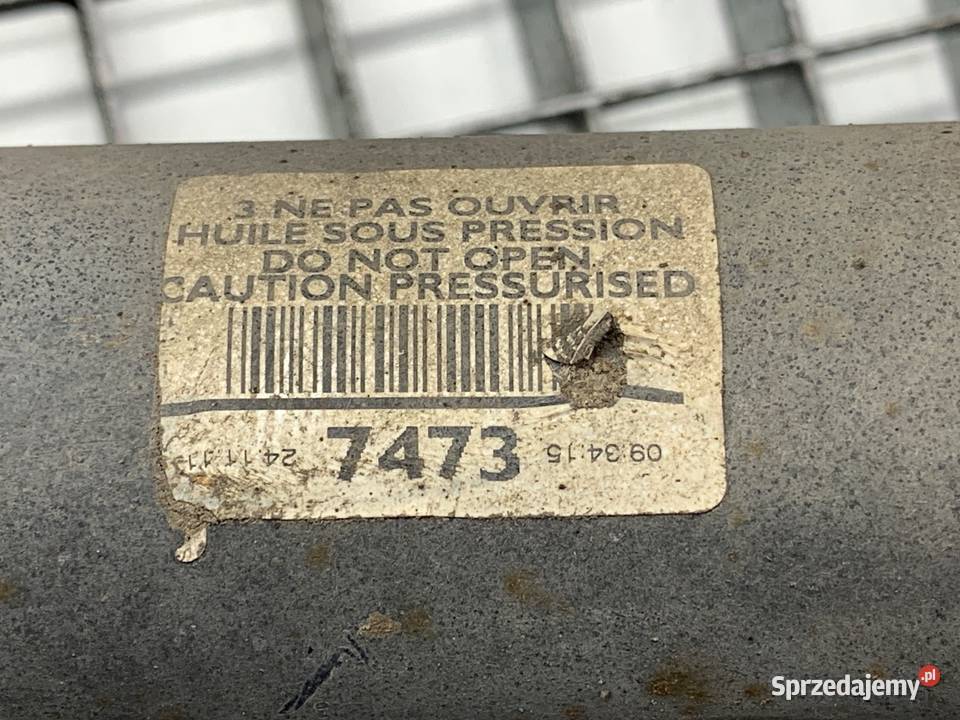 3 NE PAS OUVRIR
HUILE SOUS PRESSION
DO NOT OPEN
CAUTION PRESSURISED
7473
09:34:15
Sprzedajemy.pl